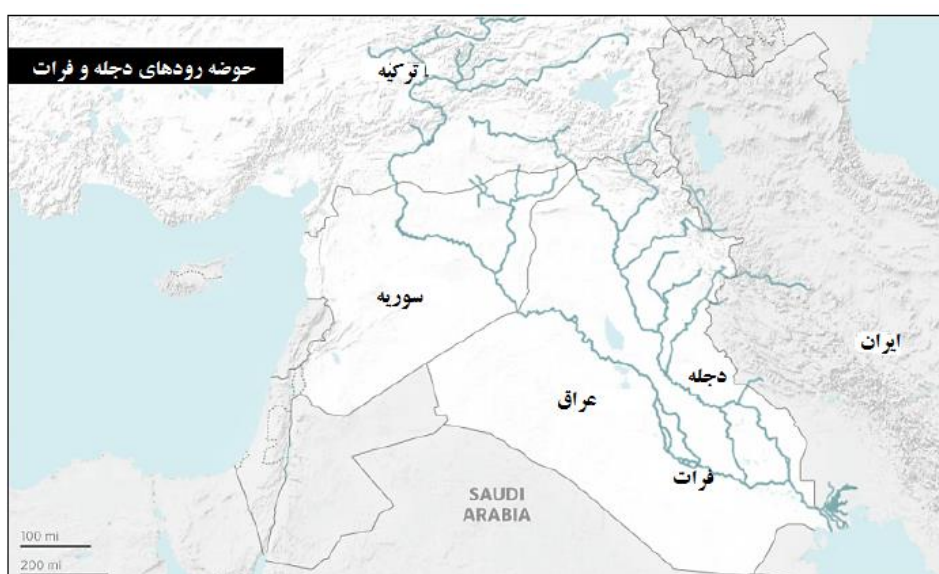 حوضه رودهای دجله و فرات
ترکیه
سوریه
ایران
دجله
عراق
فرات
SAUDI
ARABIA
100 mi
200 mi